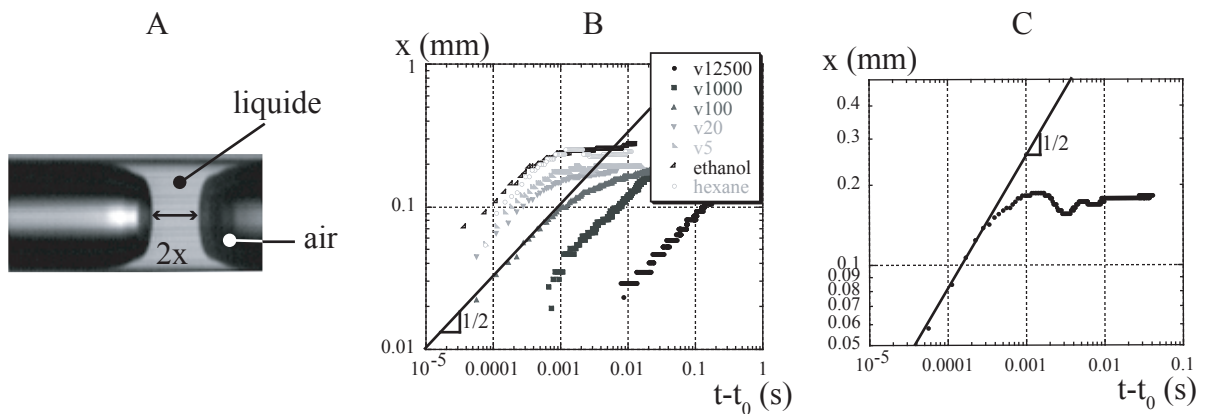 A
liquide
air
2x
B
x (mm)
1
0.1
0.01
10⁻⁵
0.0001
0.001
0.01
0.1
1
t-t₀ (s)
1/2
v12500
v1000
v100
v20
v5
ethanol
hexane
C
x (mm)
0.4
0.3
0.2
0.1
0.09
0.08
0.07
0.06
0.05
10⁻⁵
0.0001
0.001
0.01
0.1
t-t₀ (s)
1/2